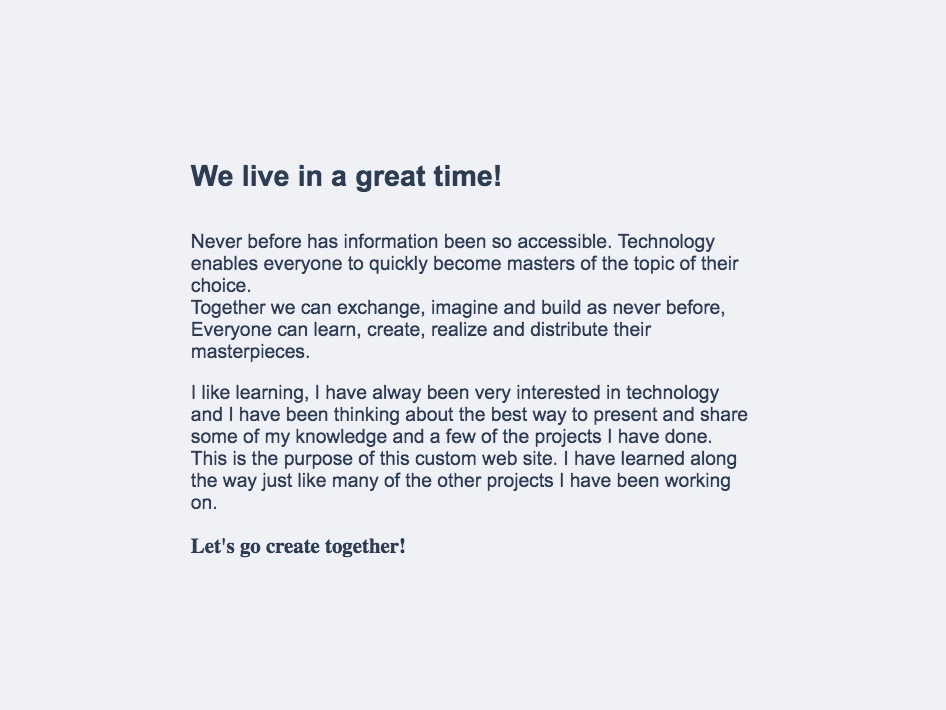 We live in a great time!
Never before has information been so accessible. Technology
enables everyone to quickly become masters of the topic of their
choice.
Together we can exchange, imagine and build as never before,
Everyone can learn, create, realize and distribute their
masterpieces.
I like learning, I have alway been very interested in technology
and I have been thinking about the best way to present and share
some of my knowledge and a few of the projects I have done.
This is the purpose of this custom web site. I have learned along
the way just like many of the other projects I have been working
on.
Let's go create together!